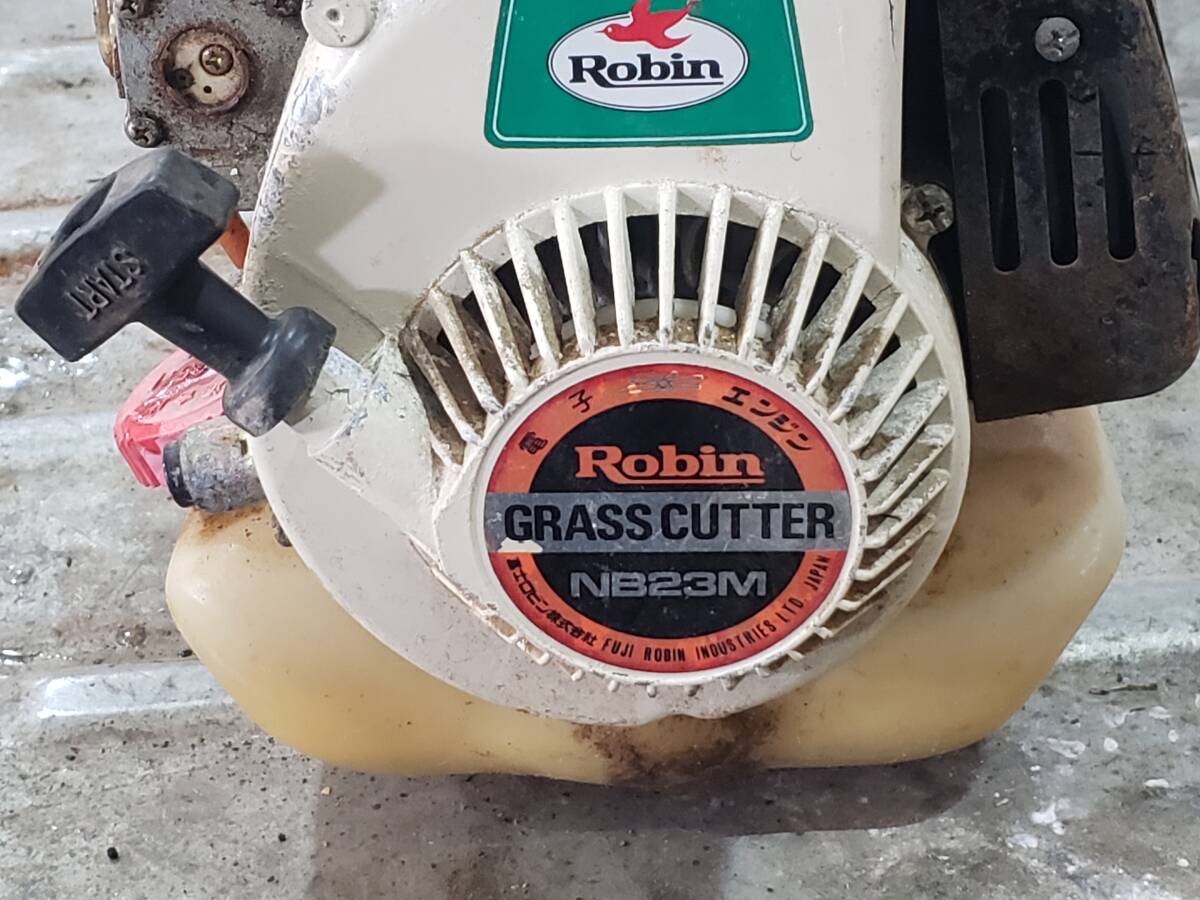 Robin
START
電子 エンジン
Robin
GRASS CUTTER
NB23M
富士ロビン株式会社 FUJI ROBIN INDUSTRIES LTD. JAPAN